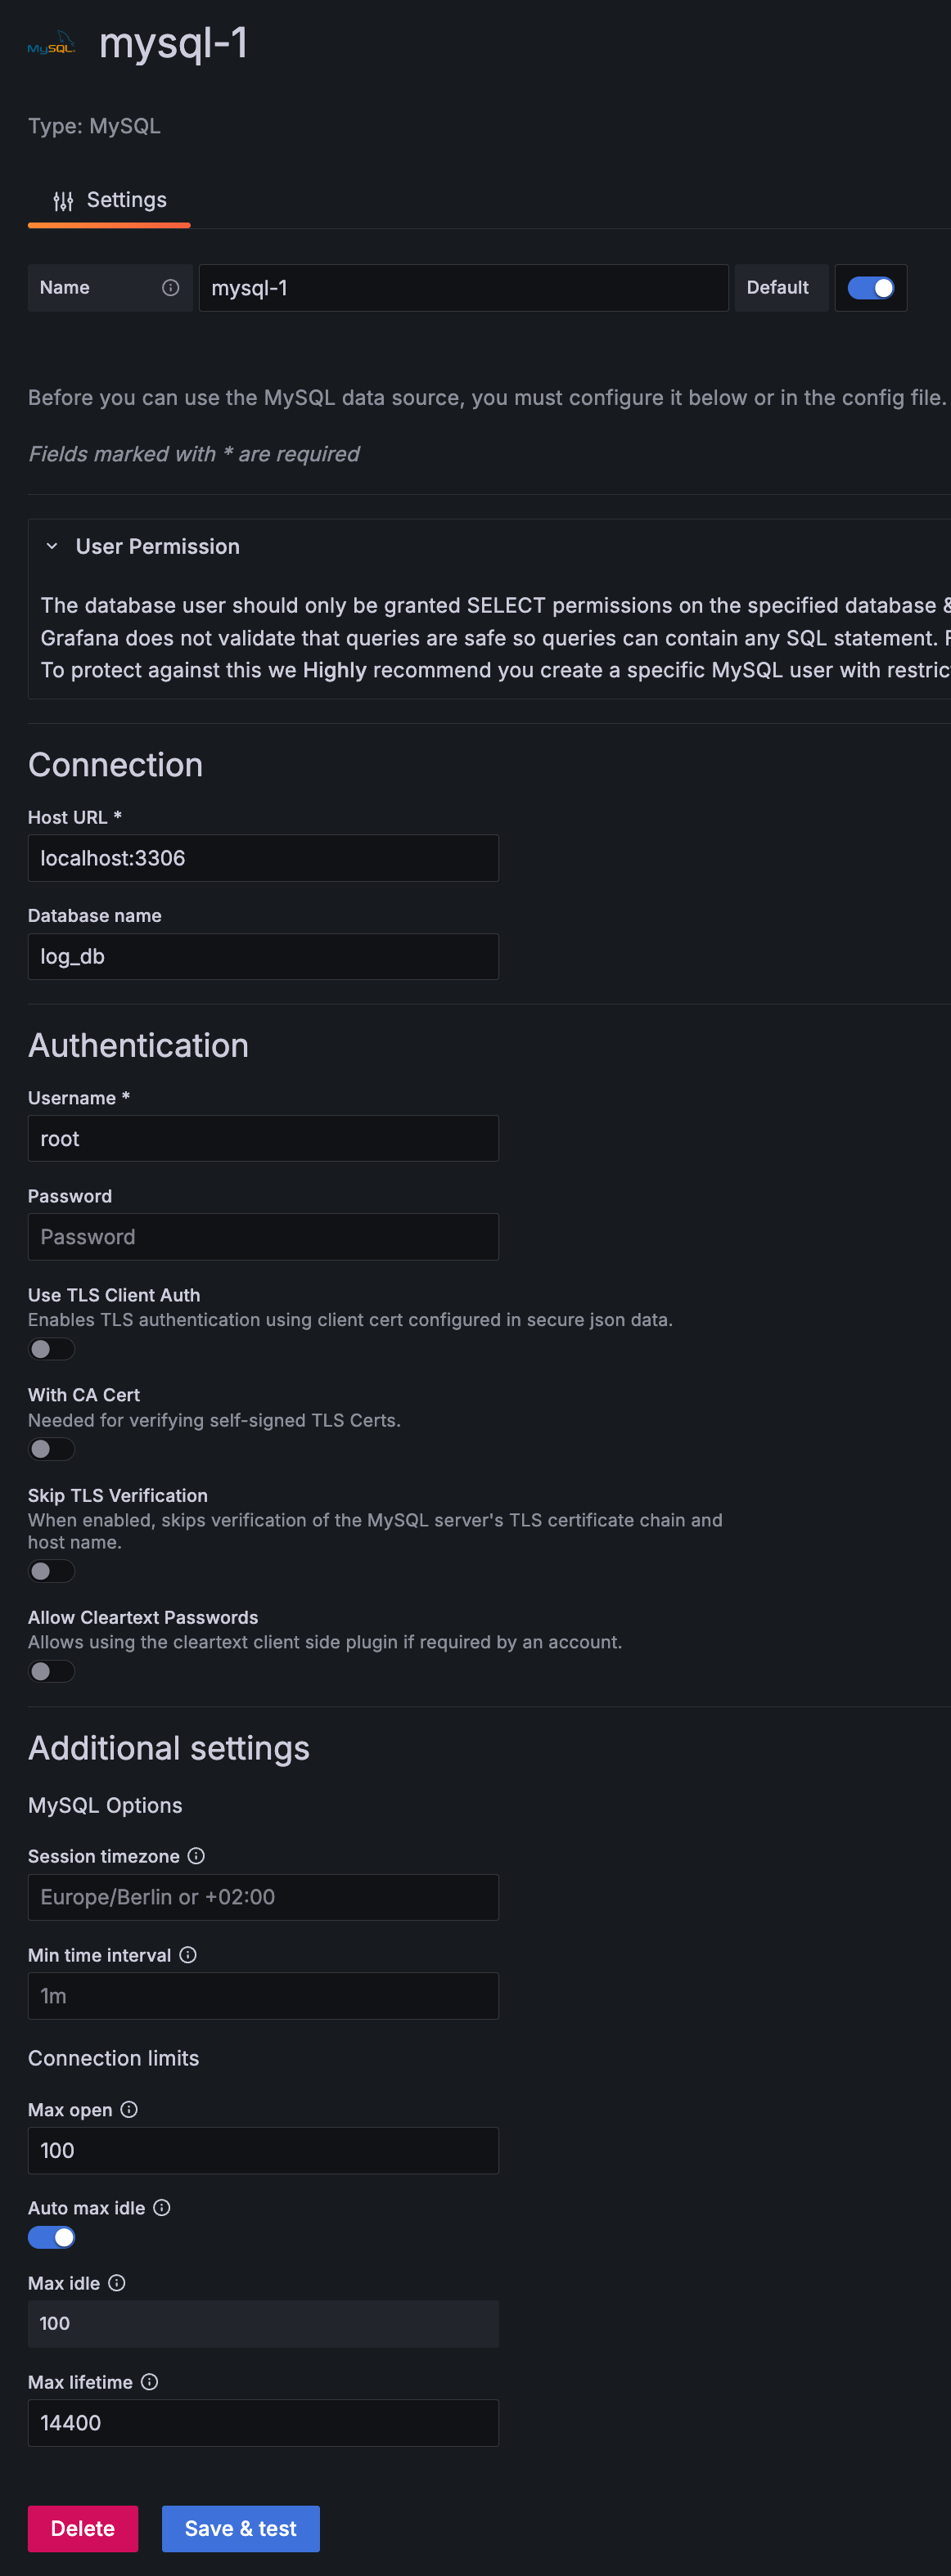 MySQL
mysql-1
Type: MySQL
Settings
Name
mysql-1
Default
Before you can use the MySQL data source, you must configure it below or in the config file.
Fields marked with * are required
User Permission
The database user should only be granted SELECT permissions on the specified database &
Grafana does not validate that queries are safe so queries can contain any SQL statement.
To protect against this we Highly recommend you create a specific MySQL user with restric
Connection
Host URL *
localhost:3306
Database name
log_db
Authentication
Username *
root
Password
Password
Use TLS Client Auth
Enables TLS authentication using client cert configured in secure json data.
With CA Cert
Needed for verifying self-signed TLS Certs.
Skip TLS Verification
When enabled, skips verification of the MySQL server's TLS certificate chain and
host name.
Allow Cleartext Passwords
Allows using the cleartext client side plugin if required by an account.
Additional settings
MySQL Options
Session timezone
Europe/Berlin or +02:00
Min time interval
1m
Connection limits
Max open
100
Auto max idle
Max idle
100
Max lifetime
14400
Delete
Save & test